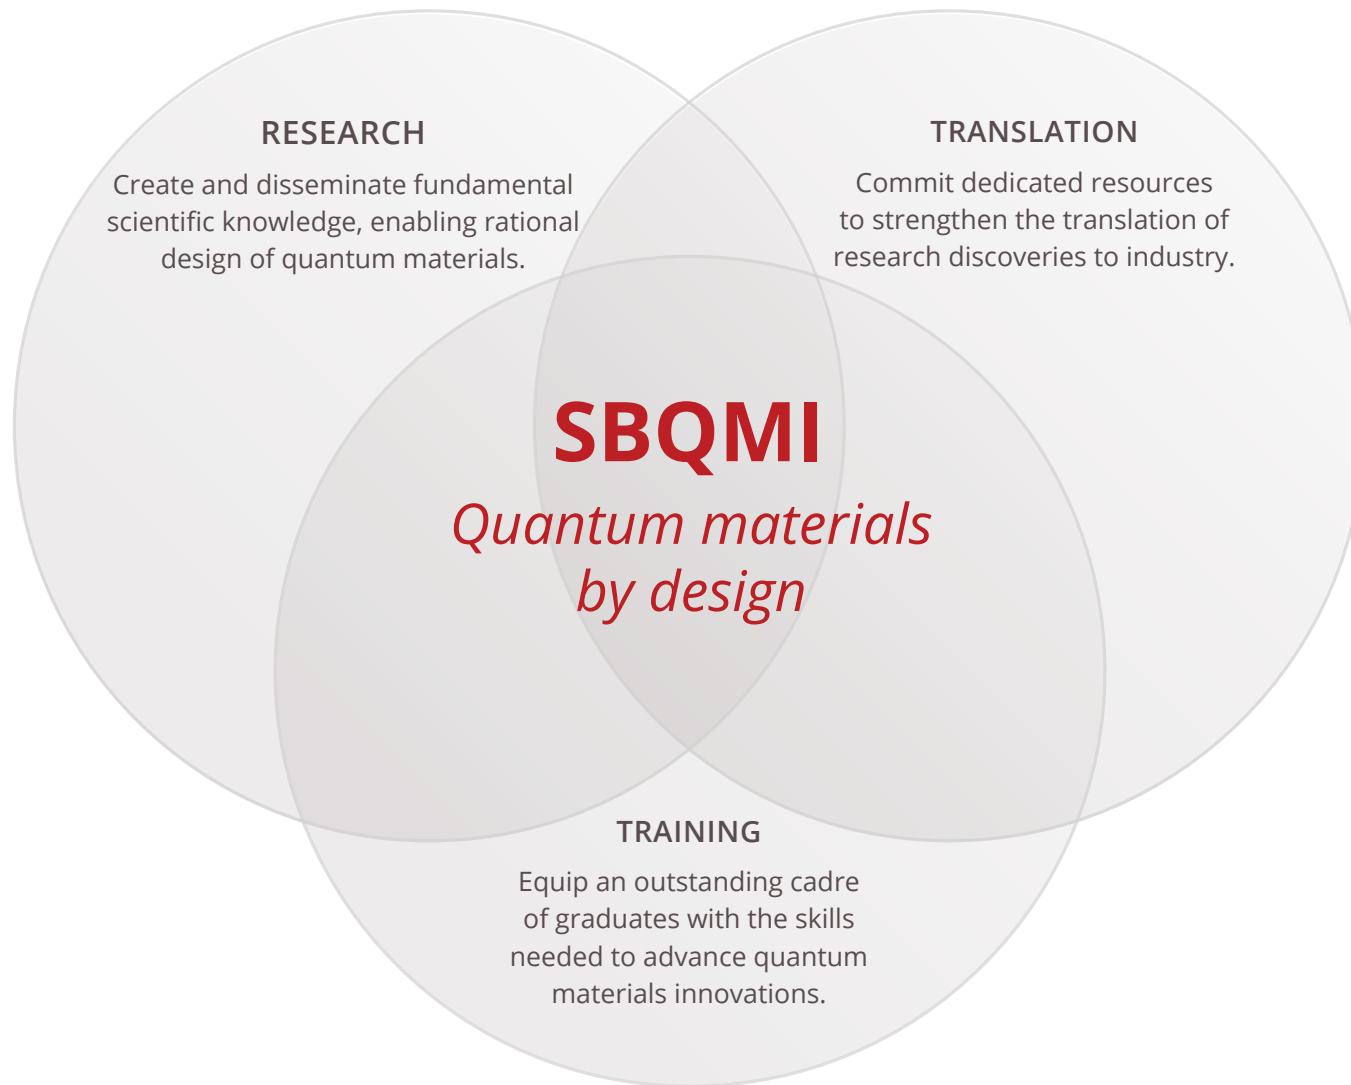 RESEARCH
Create and disseminate fundamental
scientific knowledge, enabling rational
design of quantum materials.
TRANSLATION
Commit dedicated resources
to strengthen the translation of
research discoveries to industry.
SBQMI
Quantum materials
by design
TRAINING
Equip an outstanding cadre
of graduates with the skills
needed to advance quantum
materials innovations.